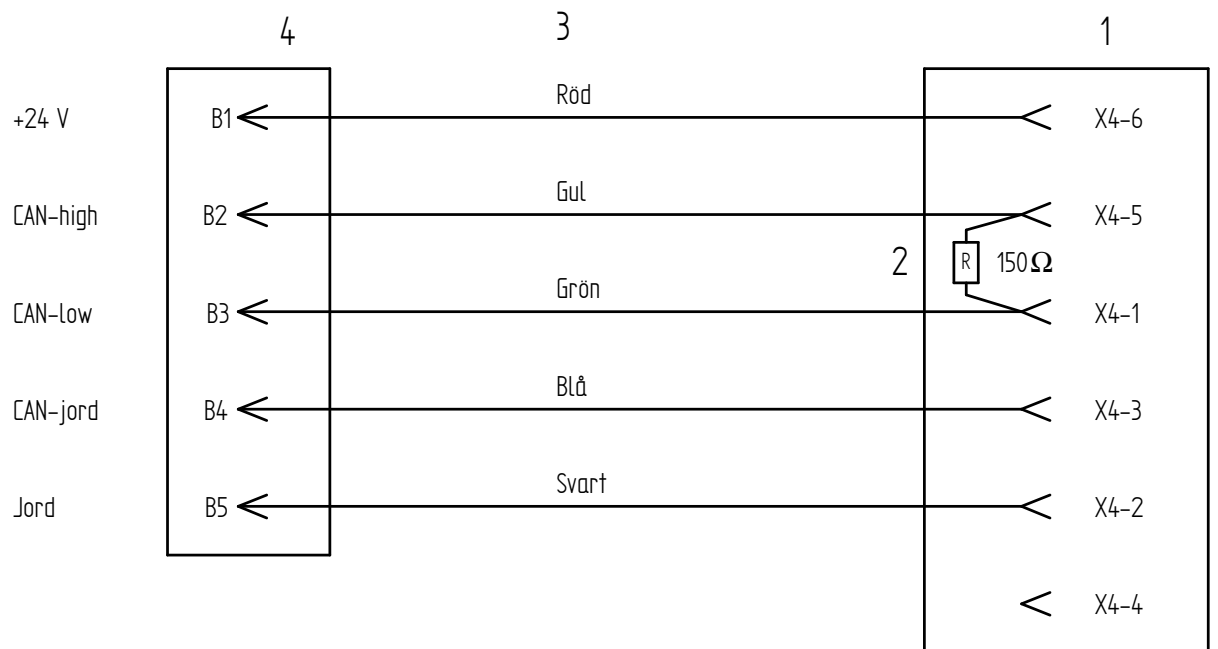 4 3 1
+24 V B1 Röd X4-6
CAN-high B2 Gul X4-5
2 R 150Ω
CAN-low B3 Grön X4-1
CAN-jord B4 Blå X4-3
Jord B5 Svart X4-2
X4-4